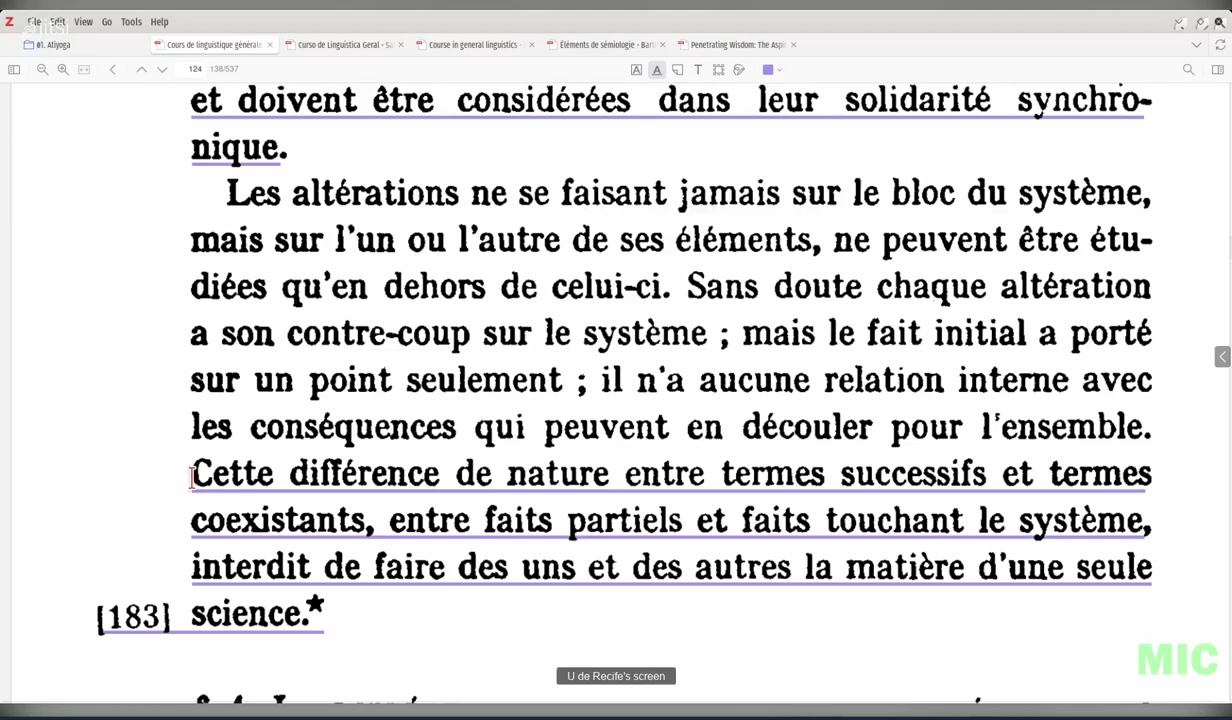 Z File Edit View Go Tools Help
01. Atiyoga Cours de linguistique générale Curso de Linguística Geral - Sa Course in general linguistics - Éléments de sémiologie - Bart Penetrating Wisdom: The Aspi
124 138/537
et doivent être considérées dans leur solidarité synchro-
nique.
Les altérations ne se faisant jamais sur le bloc du système,
mais sur l'un ou l'autre de ses éléments, ne peuvent être étu-
diées qu'en dehors de celui-ci. Sans doute chaque altération
a son contre-coup sur le système ; mais le fait initial a porté
sur un point seulement ; il n'a aucune relation interne avec
les conséquences qui peuvent en découler pour l'ensemble.
Cette différence de nature entre termes successifs et termes
coexistants, entre faits partiels et faits touchant le système,
interdit de faire des uns et des autres la matière d'une seule
[183] science.★
MIC
U de Recife's screen